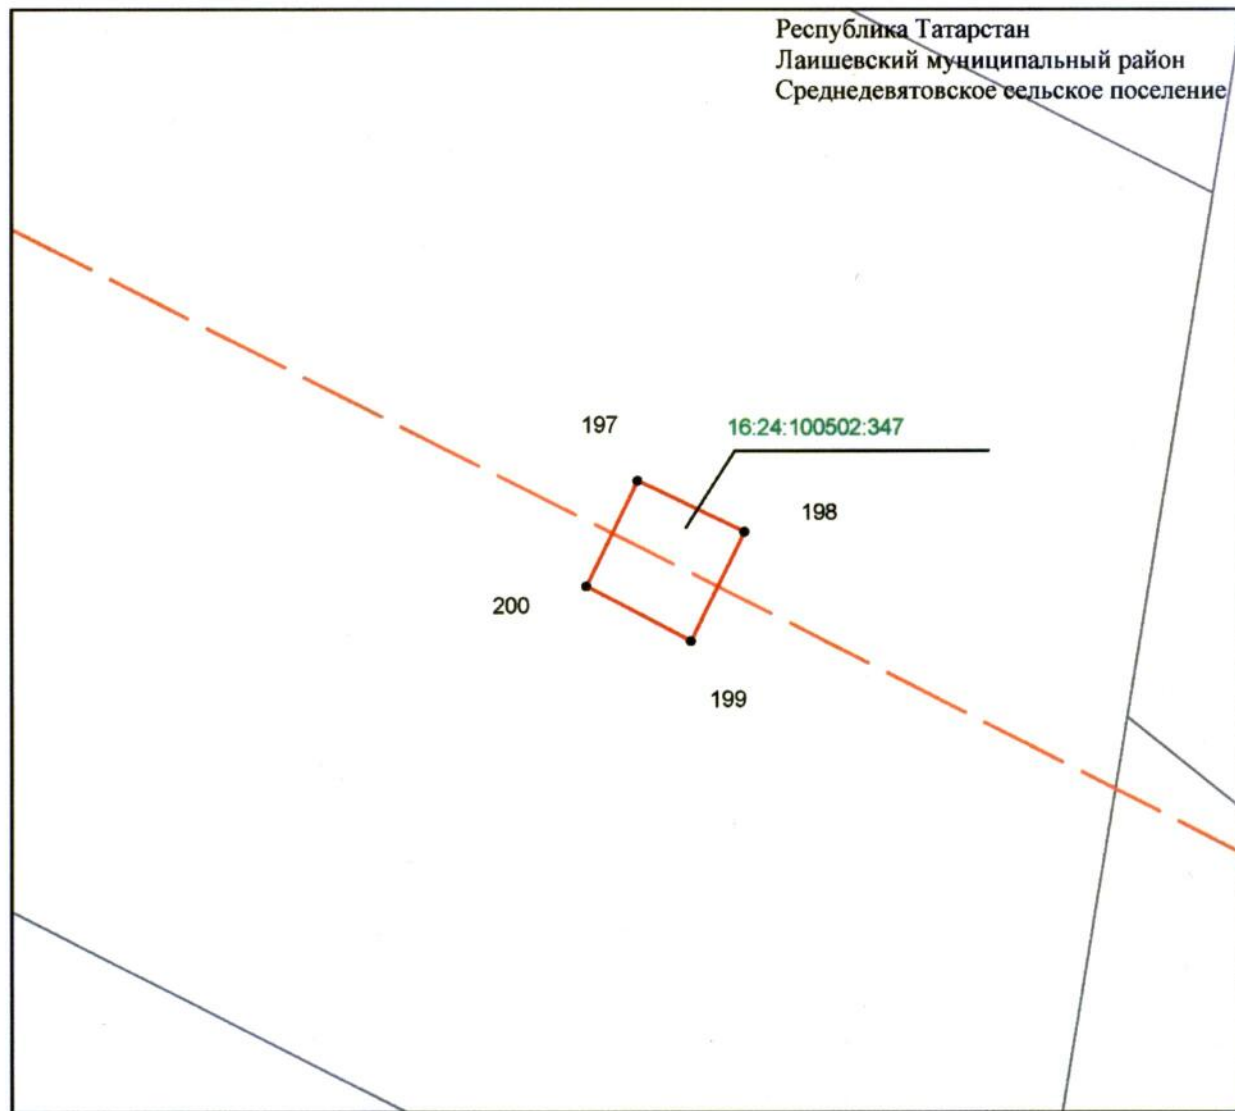 Республика Татарстан
Лаишевский муниципальный район
Среднедевятовское сельское поселение
197
16:24:100502:347
198
200
199